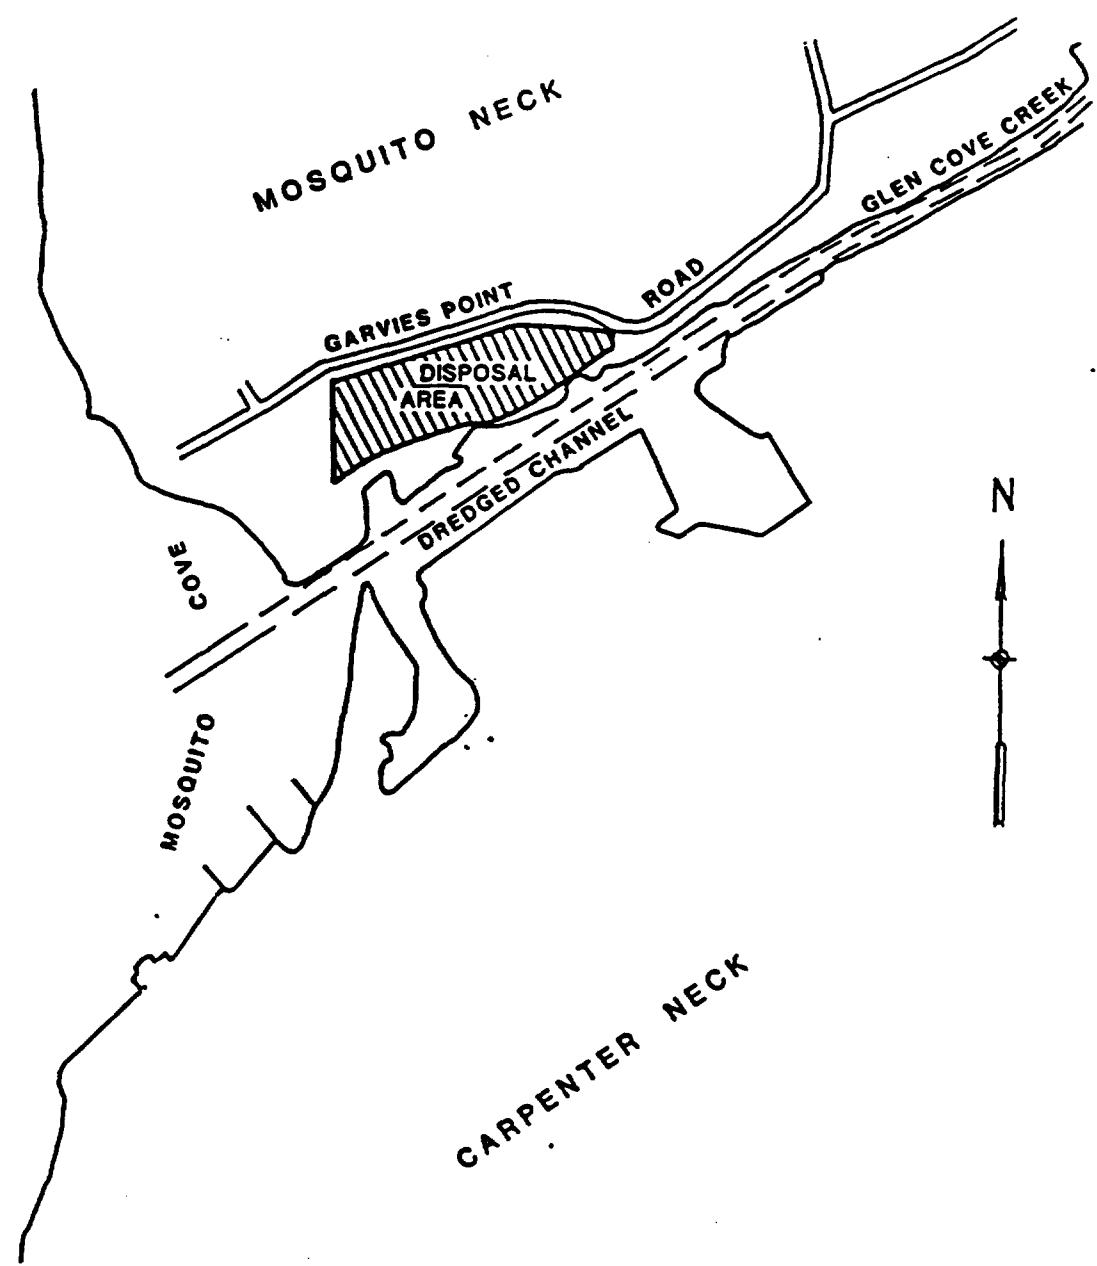 MOSQUITO NECK
GLEN COVE CREEK
GARVIES POINT ROAD
DISPOSAL
AREA
DREDGED CHANNEL
N
MOSQUITO COVE
CARPENTER NECK